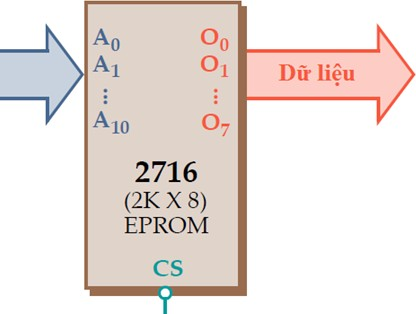 A0 O0
A1 O1
⋮ ⋮
A10 O7
Dữ liệu
2716
(2K X 8)
EPROM
CS